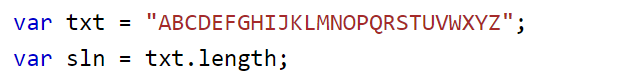 var txt = "ABCDEFGHIJKLMNOPQRSTUVWXYZ";
var sln = txt.length;